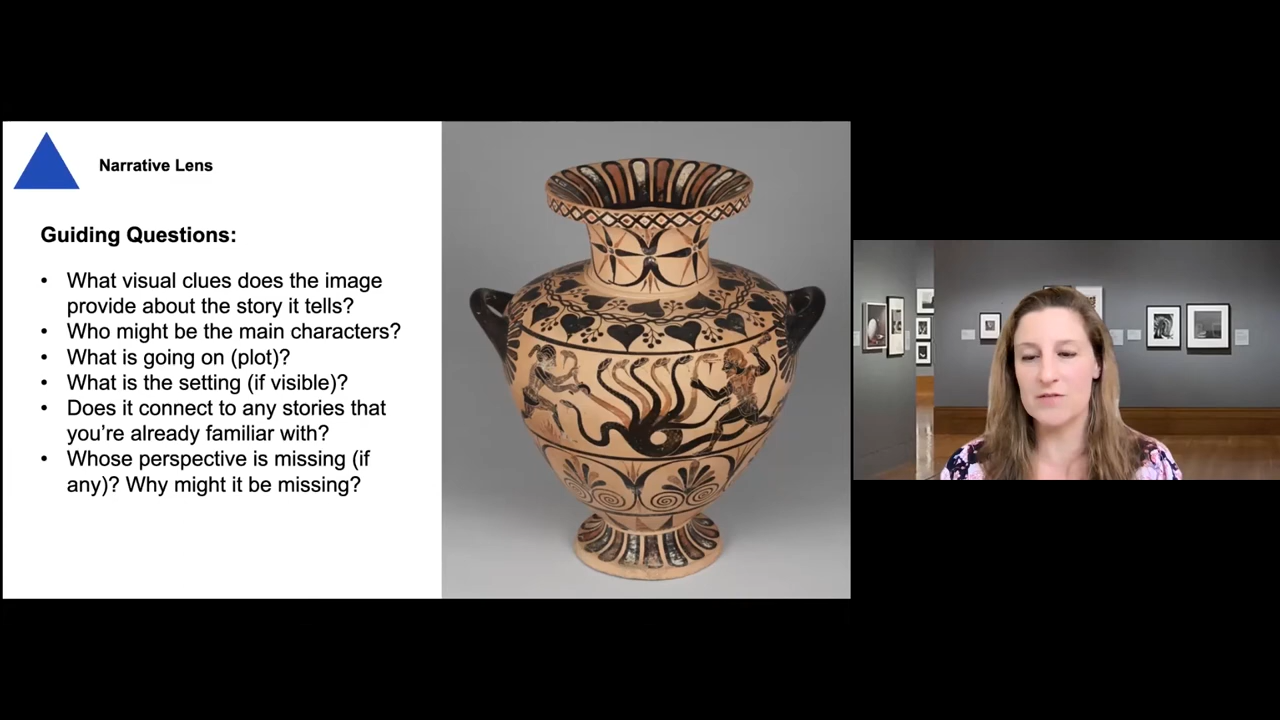 Narrative Lens
Guiding Questions:
• What visual clues does the image
provide about the story it tells?
• Who might be the main characters?
• What is going on (plot)?
• What is the setting (if visible)?
• Does it connect to any stories that
you're already familiar with?
• Whose perspective is missing (if
any)? Why might it be missing?